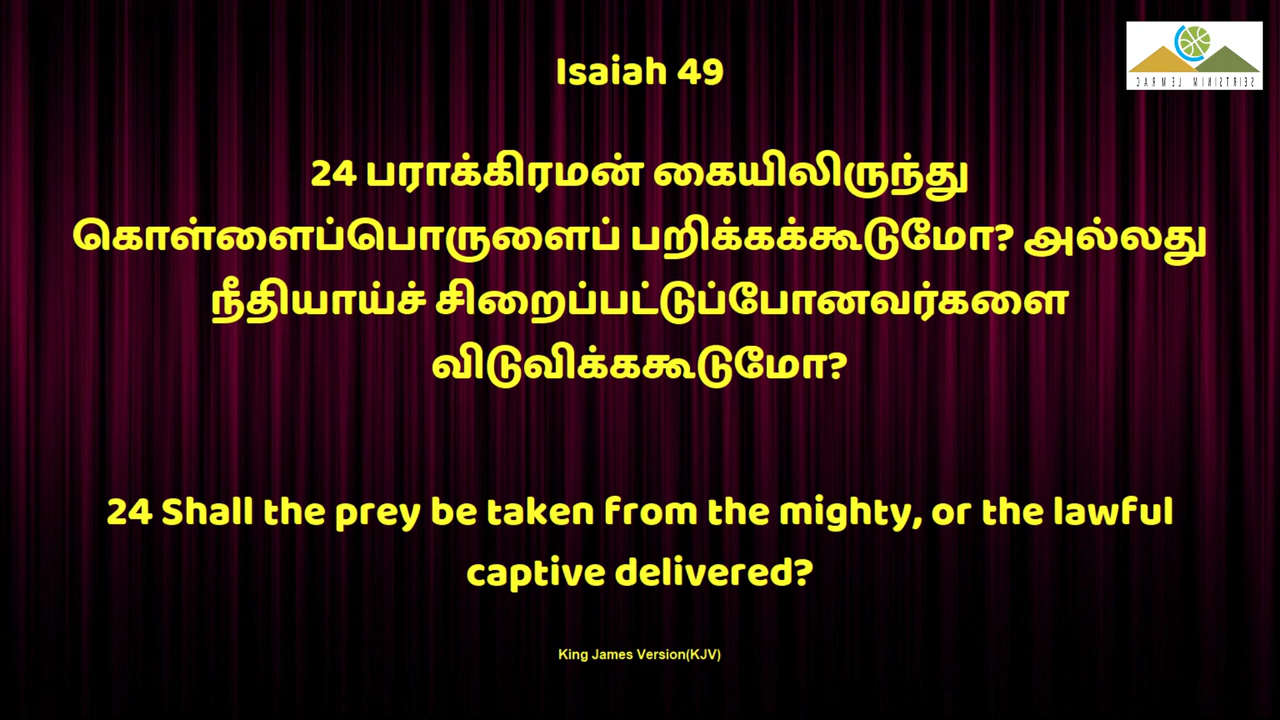 Isaiah 49
24 பராக்கிரமன் கையிலிருந்து
கொள்ளைப்பொருளைப் பறிக்கக்கூடுமோ? அல்லது
நீதியாய்ச் சிறைப்பட்டுப்போனவர்களை
விடுவிக்ககூடுமோ?
24 Shall the prey be taken from the mighty, or the lawful
captive delivered?
King James Version(KJV)